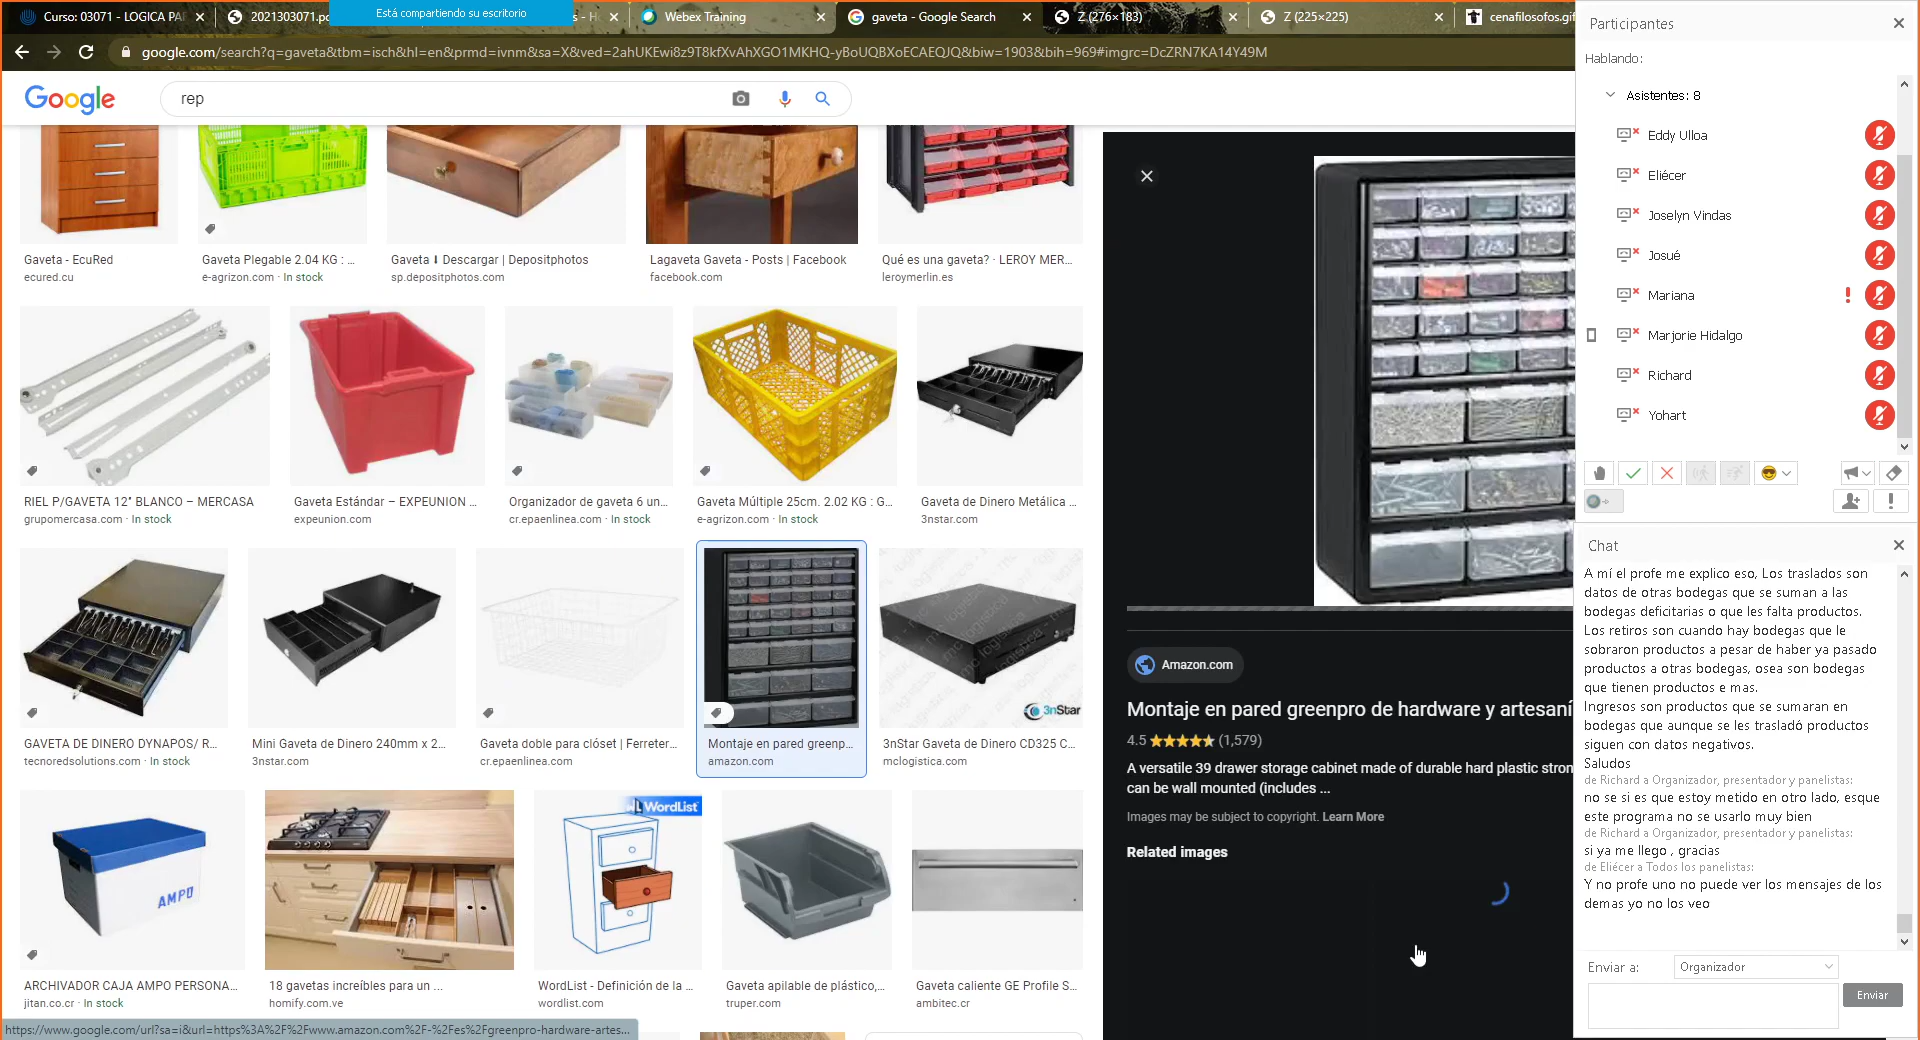 Curso: 03071 - LOGICA PA
2021303071.pc
Está compartiendo su escritorio
s - H
Webex Training
gaveta - Google Search
Z (276×183)
Z (225×225)
cenafilosofos.gif
google.com/search?q=gaveta&tbm=isch&hl=en&prmd=ivnm&sa=X&ved=2ahUKEwi8z9T8kfXvAhXGO1MKHQ-yBoUQBXoECAEQJQ&biw=1903&bih=969#imgrc=DcZRN7KA14Y49M
Google
rep
Gaveta - EcuRed
ecured.cu
Gaveta Plegable 2.04 KG : ...
e-agrizon.com · In stock
Gaveta ⬇ Descargar | Depositphotos
sp.depositphotos.com
Lagaveta Gaveta - Posts | Facebook
facebook.com
Qué es una gaveta? · LEROY MER...
leroymerlin.es
RIEL P/GAVETA 12" BLANCO – MERCASA
grupomercasa.com · In stock
Gaveta Estándar – EXPEUNION ...
expeunion.com
Organizador de gaveta 6 un...
cr.epaenlinea.com · In stock
Gaveta Múltiple 25cm. 2.02 KG : G...
e-agrizon.com · In stock
Gaveta de Dinero Metálica ...
3nstar.com
3nStar
GAVETA DE DINERO DYNAPOS/ R...
tecnoredsolutions.com · In stock
Mini Gaveta de Dinero 240mm x 2...
3nstar.com
Gaveta doble para clóset | Ferreter...
cr.epaenlinea.com
Montaje en pared greenp...
amazon.com
3nStar Gaveta de Dinero CD325 C...
mclogistica.com
AMPO
WordList
ARCHIVADOR CAJA AMPO PERSONA...
jitan.co.cr · In stock
18 gavetas increíbles para un ...
homify.com.ve
WordList - Definición de la ...
wordlist.com
Gaveta apilable de plástico,...
truper.com
Gaveta caliente GE Profile S...
ambitec.cr
https://www.google.com/url?sa=i&url=https%3A%2F%2Fwww.amazon.com%2F-%2Fes%2Fgreenpro-hardware-artes...
Amazon.com
Montaje en pared greenpro de hardware y artesaní
4.5 ★★★★★ (1,579)
A versatile 39 drawer storage cabinet made of durable hard plastic stron
can be wall mounted (includes ...
Images may be subject to copyright. Learn More
Related images
Participantes
Hablando:
Asistentes: 8
Eddy Ulloa
Eliécer
Joselyn Vindas
Josué
Mariana
Marjorie Hidalgo
Richard
Yohart
Chat
A mí el profe me explico eso, Los traslados son
datos de otras bodegas que se suman a las
bodegas deficitarias o que les falta productos.
Los retiros son cuando hay bodegas que le
sobraron productos a pesar de haber ya pasado
productos a otras bodegas, osea son bodegas
que tienen productos e mas.
Ingresos son productos que se sumaran en
bodegas que aunque se les trasladó productos
siguen con datos negativos.
Saludos
de Richard a Organizador, presentador y panelistas:
no se si es que estoy metido en otro lado, esque
este programa no se usarlo muy bien
de Richard a Organizador, presentador y panelistas:
si ya me llego , gracias
de Eliécer a Todos los panelistas:
Y no profe uno no puede ver los mensajes de los
demas yo no los veo
Enviar a:
Organizador
Enviar